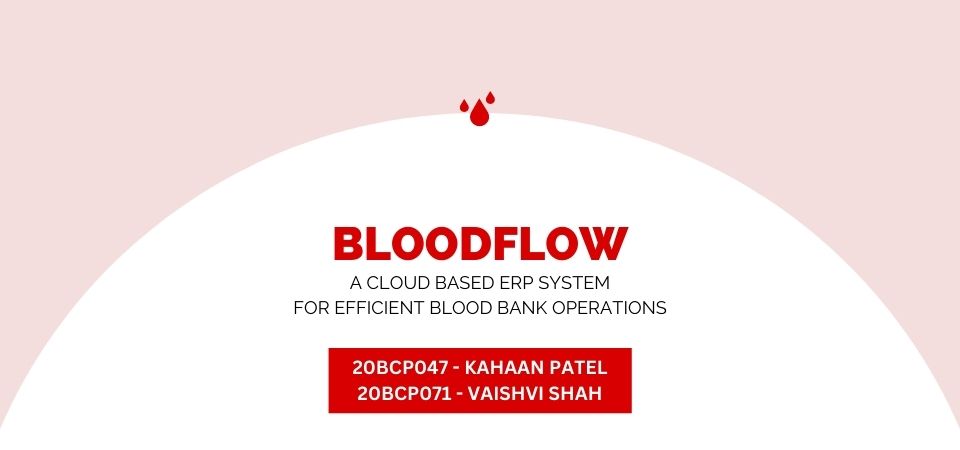 BLOODFLOW
A CLOUD BASED ERP SYSTEM
FOR EFFICIENT BLOOD BANK OPERATIONS
20BCP047 - KAHAAN PATEL
20BCP071 - VAISHVI SHAH